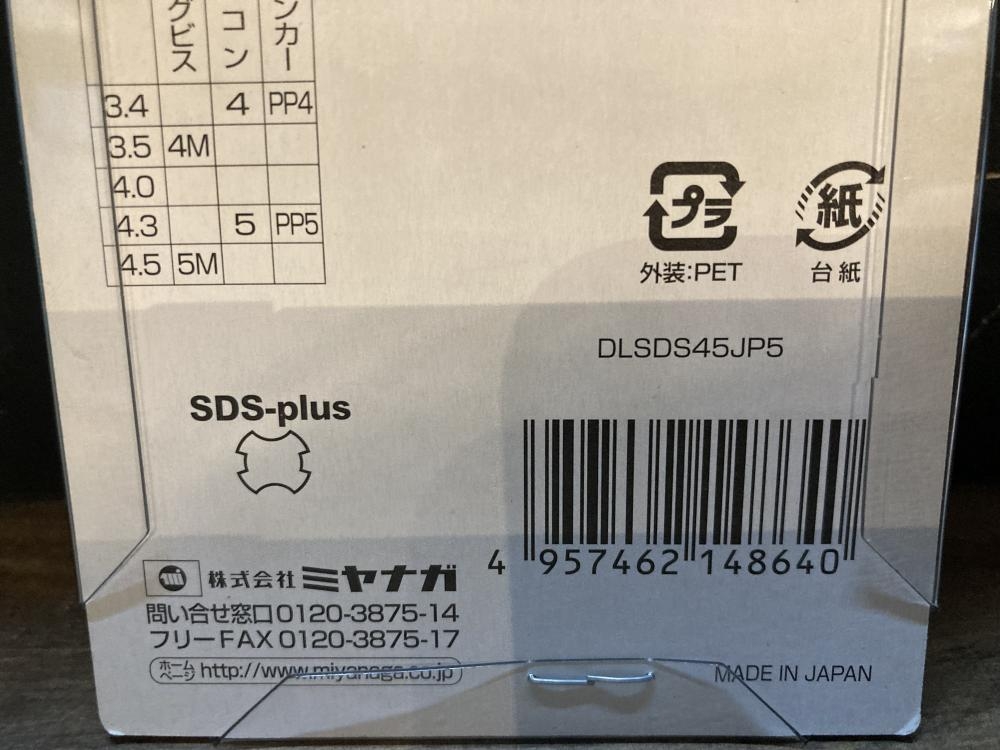 グビス コン ンカー
3.4 4 PP4
3.5 4M
4.0
4.3 5 PP5
4.5 5M
プラ 紙
外装:PET 台紙
DLSDS45JP5
SDS-plus
4 957462 148640
株式会社ミヤナガ
問い合せ窓口0120-3875-14
フリーFAX 0120-3875-17
ホームページ http://www.miyanaga.co.jp
MADE IN JAPAN